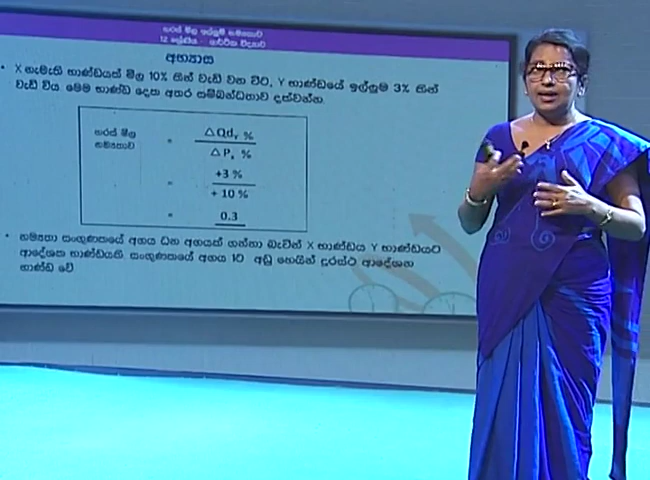 හරස් මිල ඉල්ලුම් නම්‍යතාව
12 ශ්‍රේණිය - ආර්ථික විද්‍යාව
අභ්‍යාස
• X නැමැති භාණ්ඩයක් මිල 10% කින් වැඩි වන විට, Y භාණ්ඩයේ ඉල්ලුම 3% කින්
වැඩි විය මෙම භාණ්ඩ දෙක අතර සම්බන්ධතාව දක්වන්න.
හරස් මිල
නම්‍යතාව = △Qdᵧ %
△Pₓ %
= +3 %
+ 10 %
= 0.3
• නම්‍යතා සංගුණකයේ අගය ධන අගයක් ගන්නා බැවින් X භාණ්ඩය Y භාණ්ඩයට
ආදේශක භාණ්ඩයකි. සංගුණකයේ අගය 1ට අඩු හෙයින් දුරස්ථ ආදේශන
භාණ්ඩ වේ